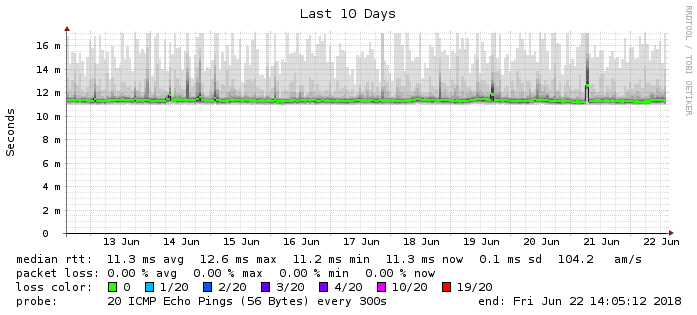 Last 10 Days
RRDTOOL / TOBI OETIKER
Seconds
16 m
14 m
12 m
10 m
8 m
6 m
4 m
2 m
0
13 Jun 14 Jun 15 Jun 16 Jun 17 Jun 18 Jun 19 Jun 20 Jun 21 Jun 22 Jun
median rtt: 11.3 ms avg 12.6 ms max 11.2 ms min 11.3 ms now 0.1 ms sd 104.2 am/s
packet loss: 0.00 % avg 0.00 % max 0.00 % min 0.00 % now
loss color: 0 1/20 2/20 3/20 4/20 10/20 19/20
probe: 20 ICMP Echo Pings (56 Bytes) every 300s end: Fri Jun 22 14:05:12 2018